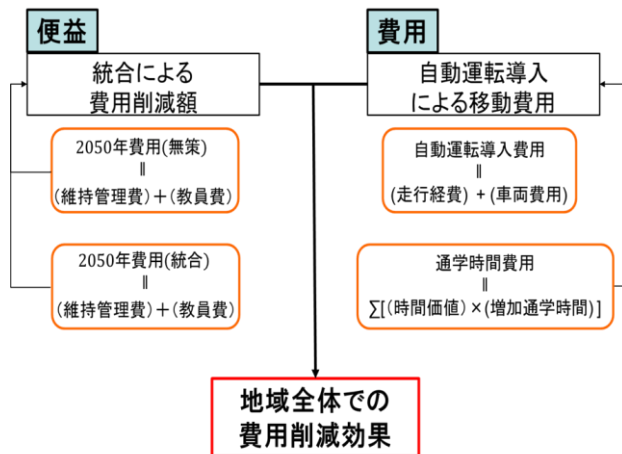 便益
統合による
費用削減額
2050年費用(無策)
॥
(維持管理費)＋(教員費)
2050年費用(統合)
॥
(維持管理費)＋(教員費)
費用
自動運転導入
による移動費用
自動運転導入費用
॥
(走行経費) + (車両費用)
通学時間費用
॥
∑[(時間価値)×(増加通学時間)]
地域全体での
費用削減効果